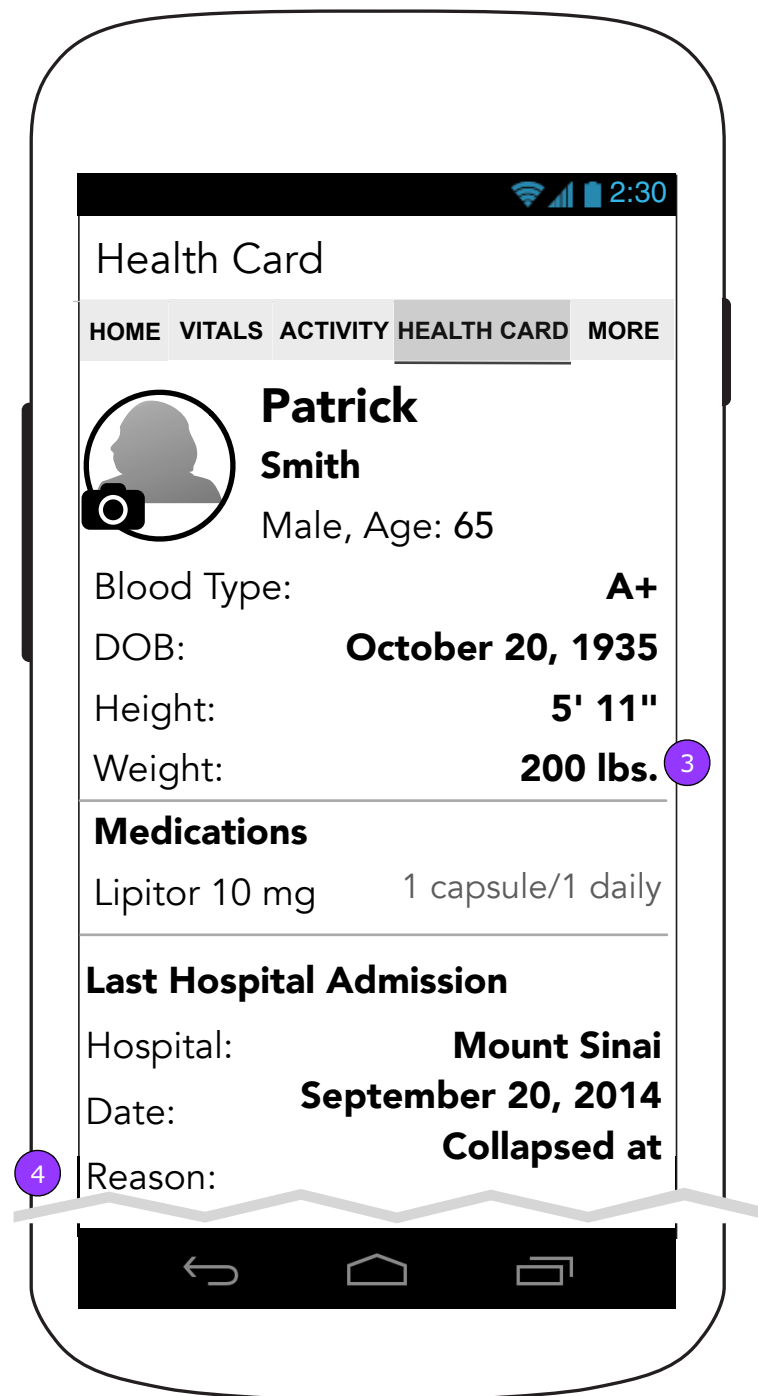 2:30
Health Card
HOME VITALS ACTIVITY HEALTH CARD MORE
Patrick
Smith
Male, Age: 65
Blood Type: A+
DOB: October 20, 1935
Height: 5' 11"
Weight: 200 lbs. 3
Medications
Lipitor 10 mg 1 capsule/1 daily
Last Hospital Admission
Hospital: Mount Sinai
Date: September 20, 2014
Collapsed at
4 Reason: